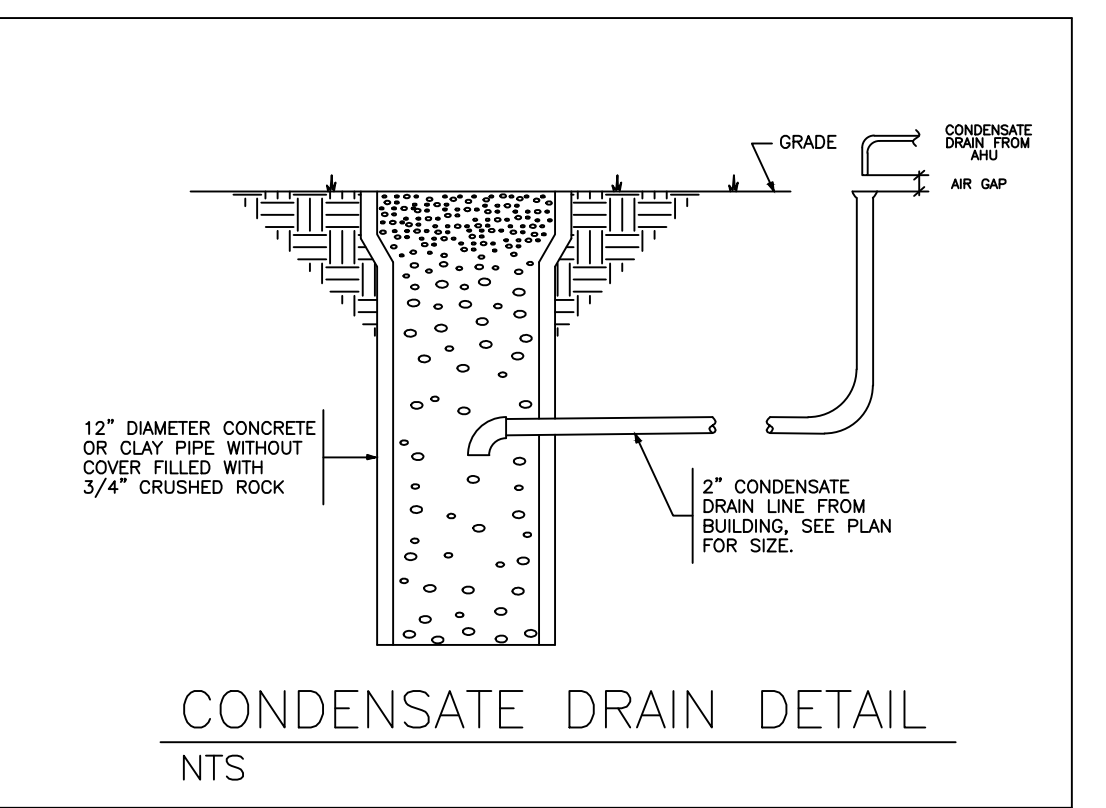 GRADE
CONDENSATE
DRAIN FROM
AHU
AIR GAP
12” DIAMETER CONCRETE
OR CLAY PIPE WITHOUT
COVER FILLED WITH
3/4” CRUSHED ROCK
2” CONDENSATE
DRAIN LINE FROM
BUILDING, SEE PLAN
FOR SIZE.
CONDENSATE DRAIN DETAIL
NTS